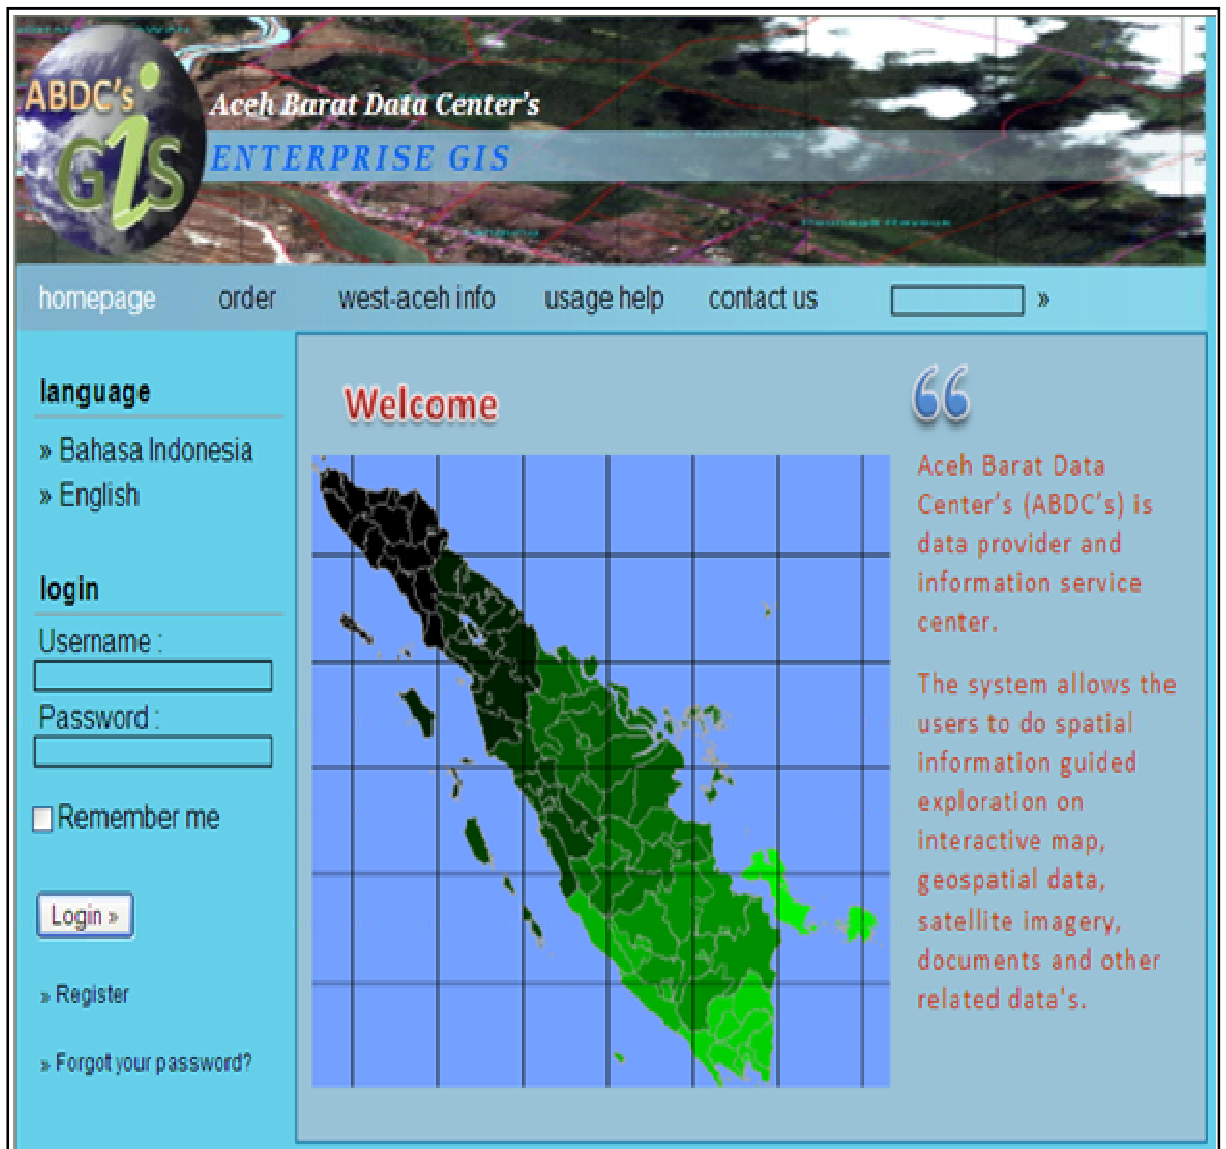 ABDC's
GiS
Aceh Barat Data Center's
ENTERPRISE GIS
homepage order west-aceh info usage help contact us »
language
» Bahasa Indonesia
» English
login
Username :
Password :
Remember me
Login »
» Register
» Forgot your password?
Welcome
“
Aceh Barat Data
Center's (ABDC's) is
data provider and
information service
center.
The system allows the
users to do spatial
information guided
exploration on
interactive map,
geospatial data,
satellite imagery,
documents and other
related data's.